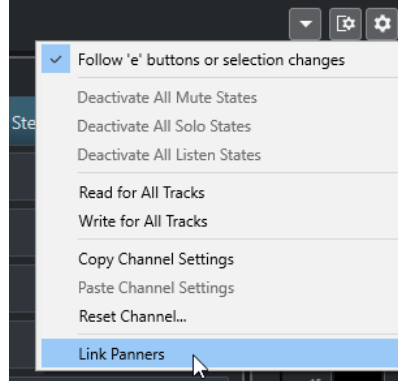 Follow 'e' buttons or selection changes
Deactivate All Mute States
Ste
Deactivate All Solo States
Deactivate All Listen States
Read for All Tracks
Write for All Tracks
Copy Channel Settings
Paste Channel Settings
Reset Channel...
Link Panners